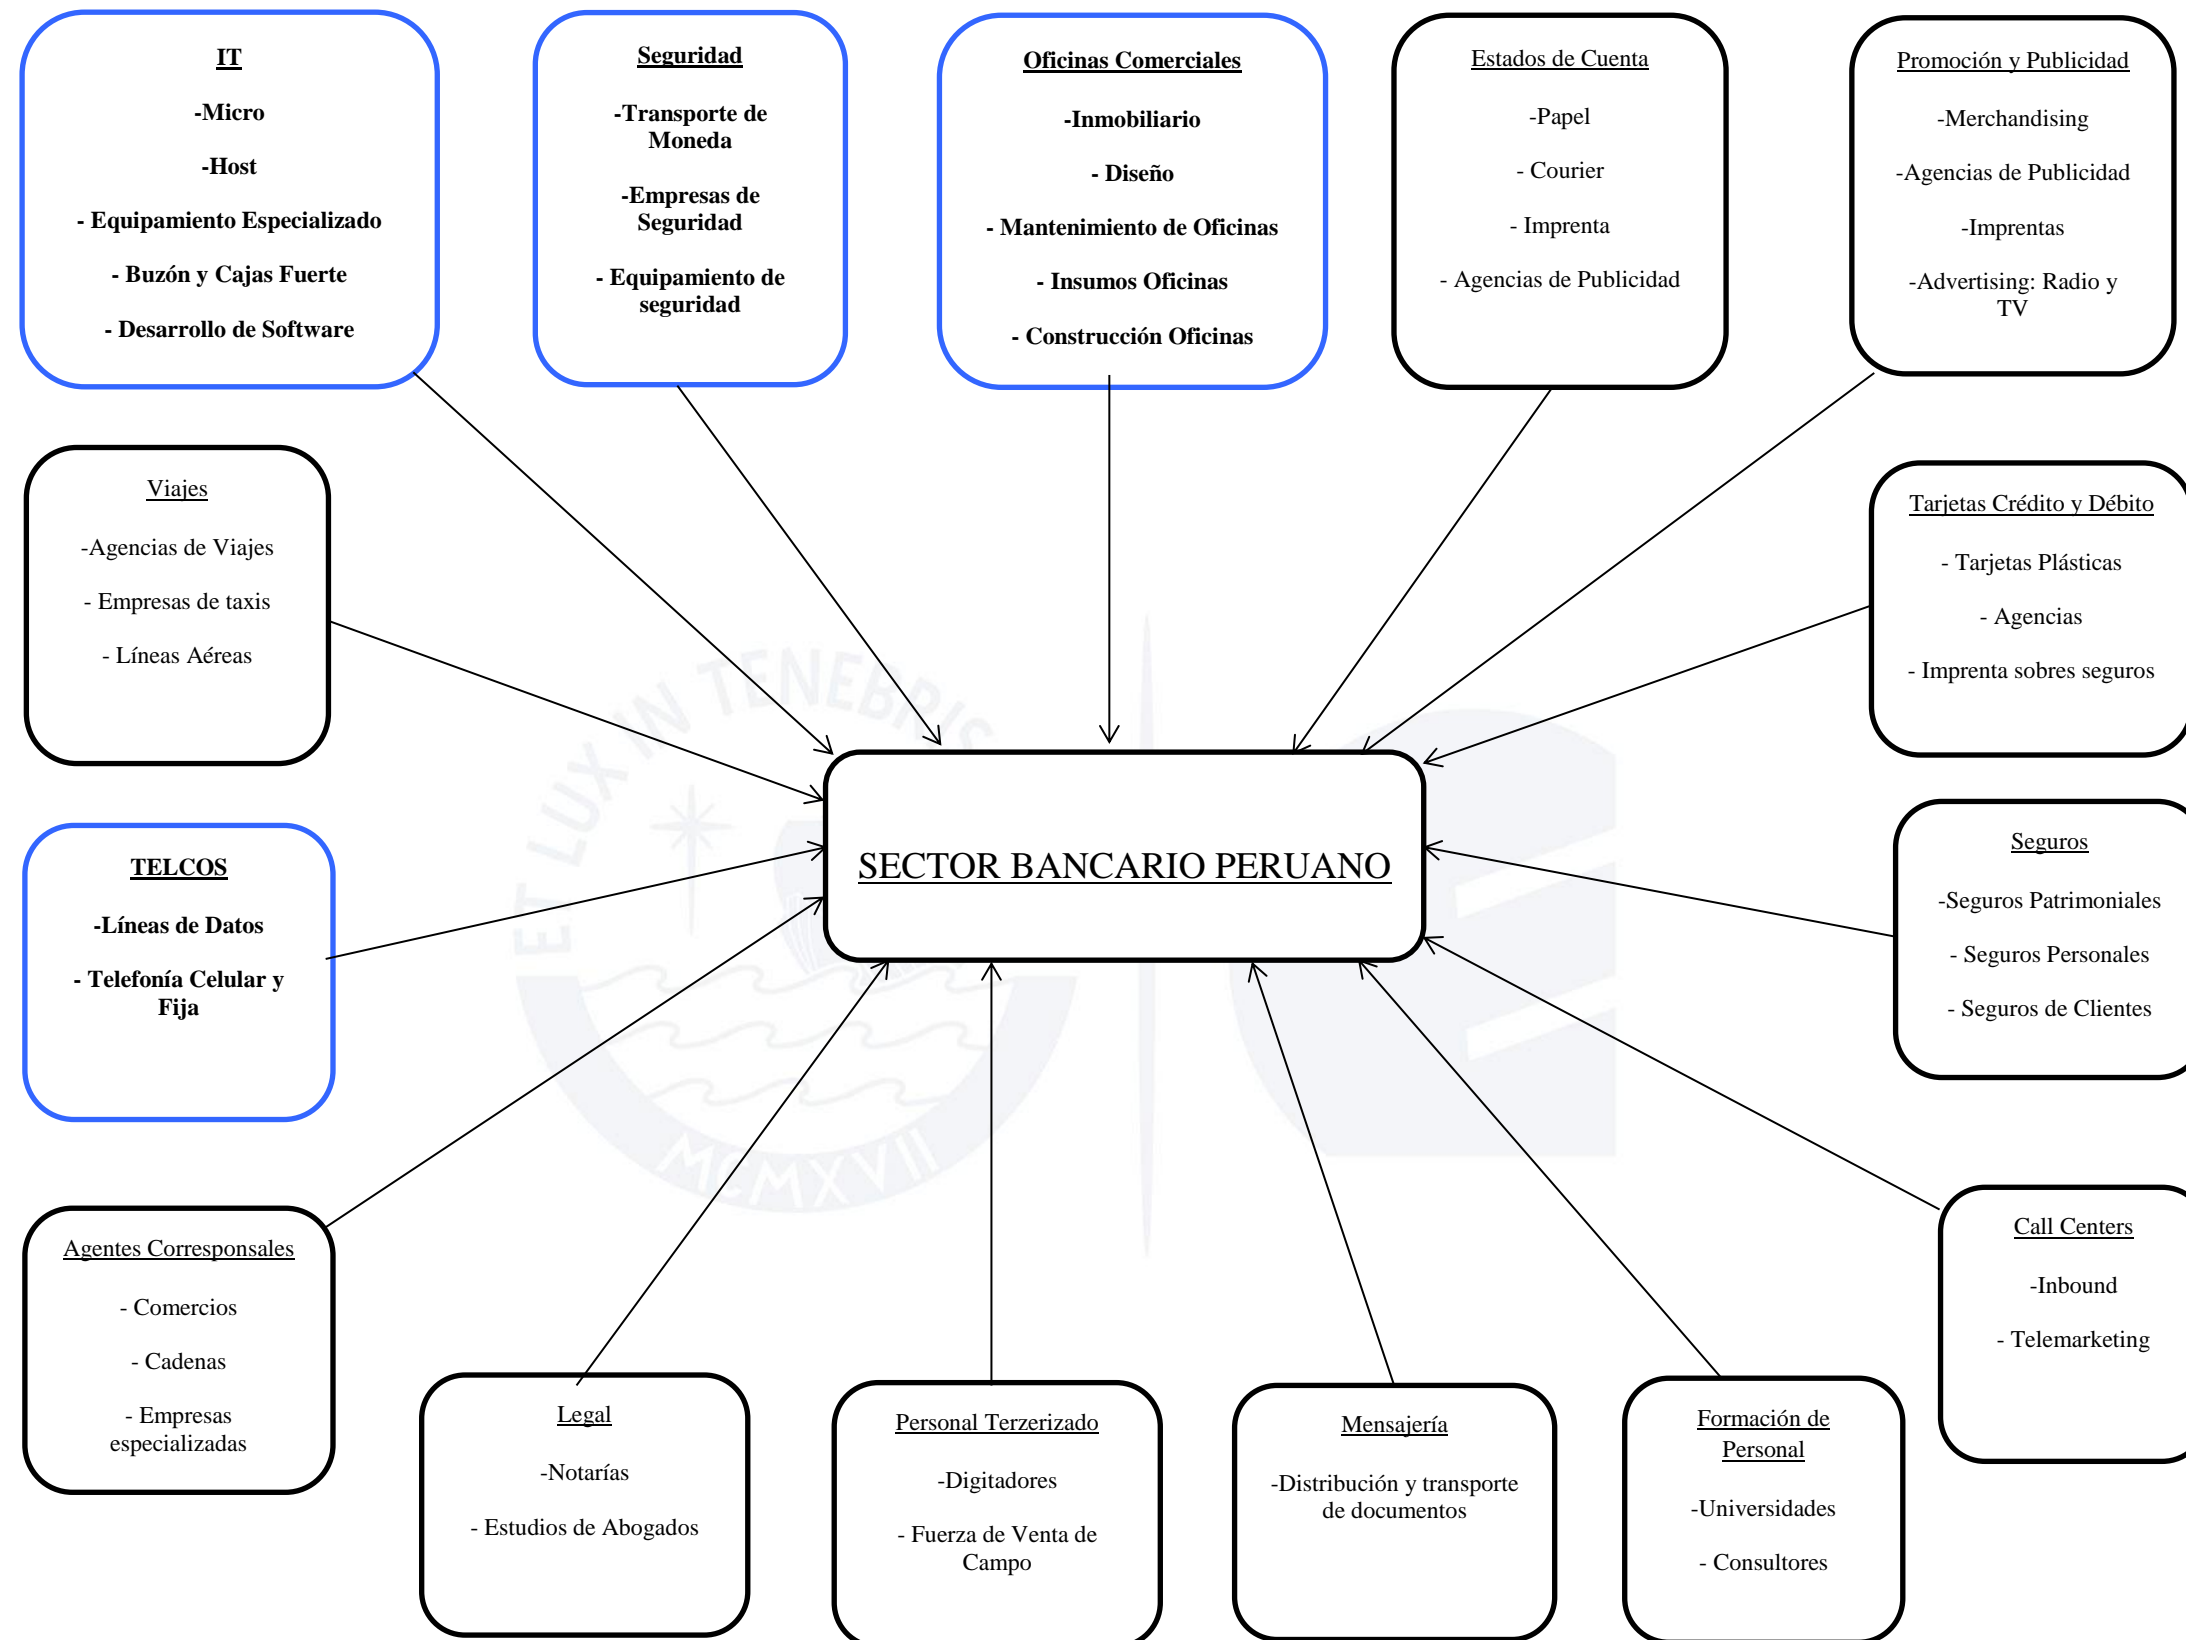 IT
-Micro
-Host
- Equipamiento Especializado
- Buzón y Cajas Fuerte
- Desarrollo de Software
Seguridad
-Transporte de
Moneda
-Empresas de
Seguridad
- Equipamiento de
seguridad
Oficinas Comerciales
-Inmobiliario
- Diseño
- Mantenimiento de Oficinas
- Insumos Oficinas
- Construcción Oficinas
Estados de Cuenta
-Papel
- Courier
- Imprenta
- Agencias de Publicidad
Promoción y Publicidad
-Merchandising
-Agencias de Publicidad
-Imprentas
-Advertising: Radio y
TV
Viajes
-Agencias de Viajes
- Empresas de taxis
- Líneas Aéreas
Tarjetas Crédito y Débito
- Tarjetas Plásticas
- Agencias
- Imprenta sobres seguros
ET LUX IN TENEBRIS
MCMXVII
SECTOR BANCARIO PERUANO
TELCOS
-Líneas de Datos
- Telefonía Celular y
Fija
Seguros
-Seguros Patrimoniales
- Seguros Personales
- Seguros de Clientes
Agentes Corresponsales
- Comercios
- Cadenas
- Empresas
especializadas
Call Centers
-Inbound
- Telemarketing
Legal
-Notarías
- Estudios de Abogados
Personal Terzerizado
-Digitadores
- Fuerza de Venta de
Campo
Mensajería
-Distribución y transporte
de documentos
Formación de
Personal
-Universidades
- Consultores